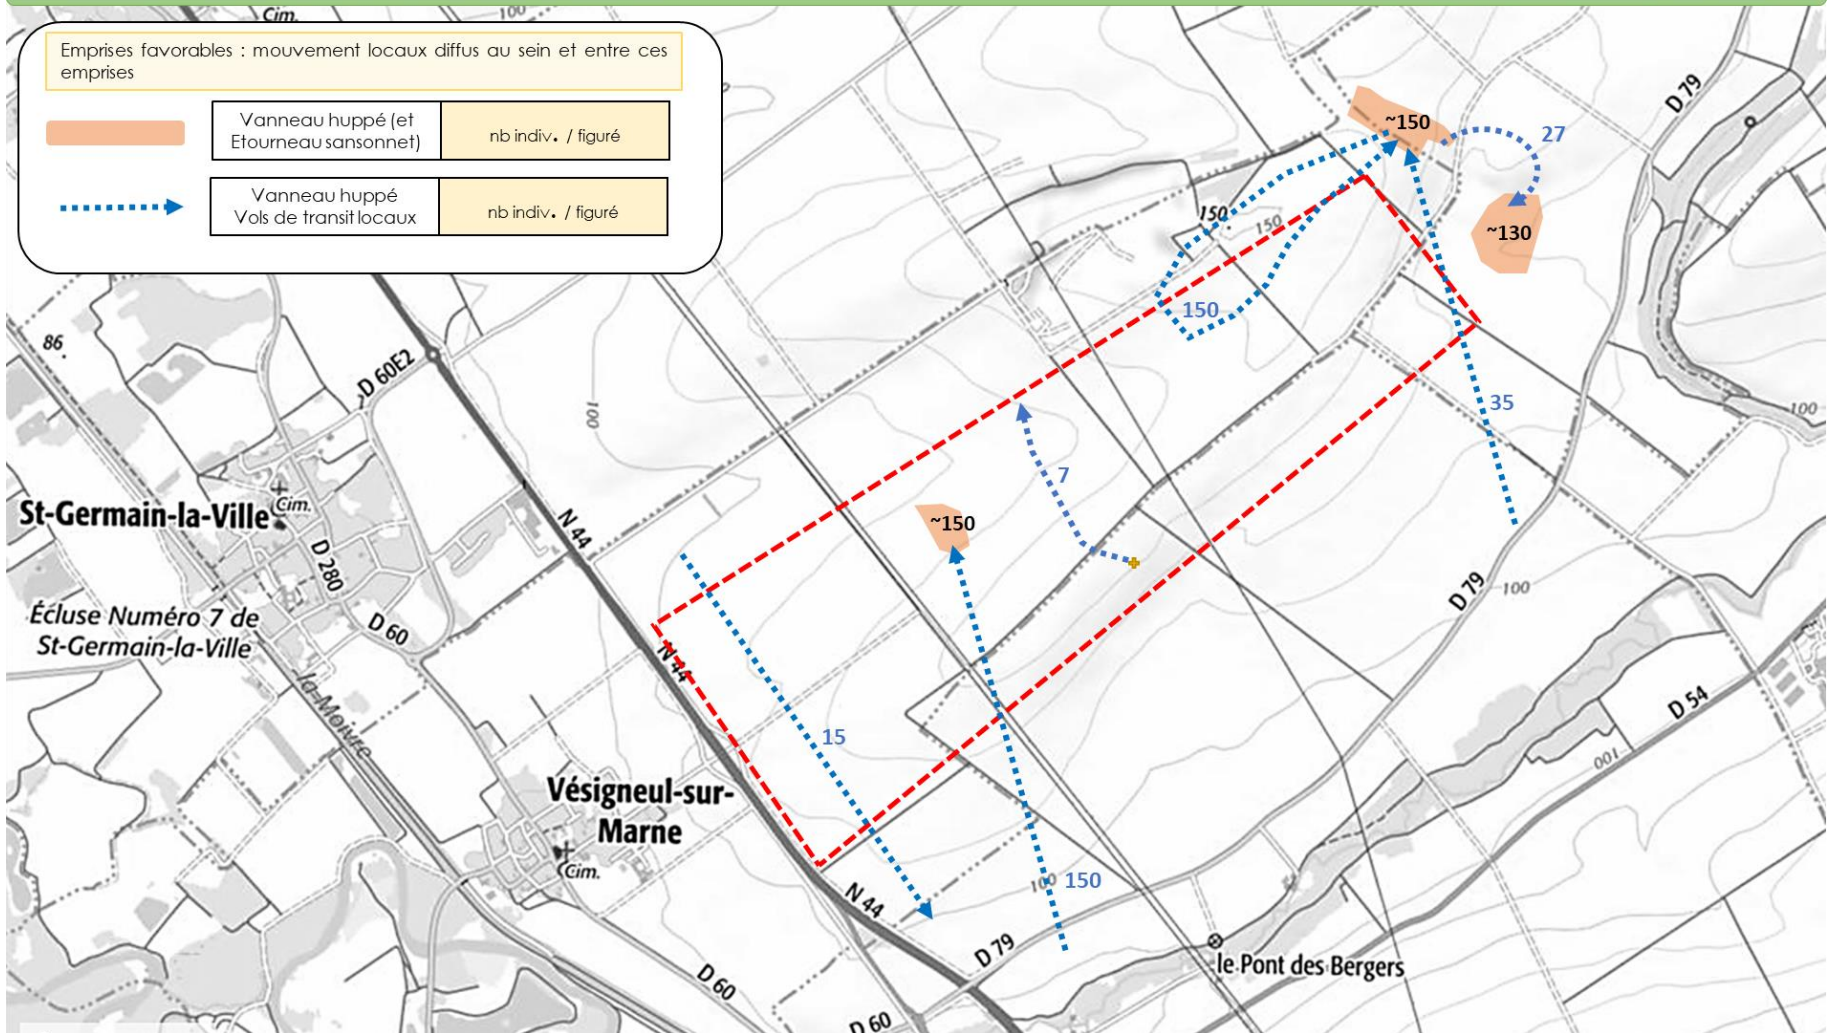 Cim.
100
Emprises favorables : mouvement locaux diffus au sein et entre ces
emprises
Vanneau huppé (et
Etourneau sansonnet)
nb indiv. / figuré
Vanneau huppé
Vols de transit locaux
nb indiv. / figuré
D 79
~150
27
~130
150
150
150
86
D 60E2
100
35
100
7
St-Germain-la-Ville
Cim.
N 44
~150
D 280
D 79
100
Écluse Numéro 7 de
St-Germain-la-Ville
D 60
N 44
la Moivre
D 54
15
001
Vésigneul-sur-
Marne
Cim.
100
150
N 44
D 79
le Pont des Bergers
D 60
D 60